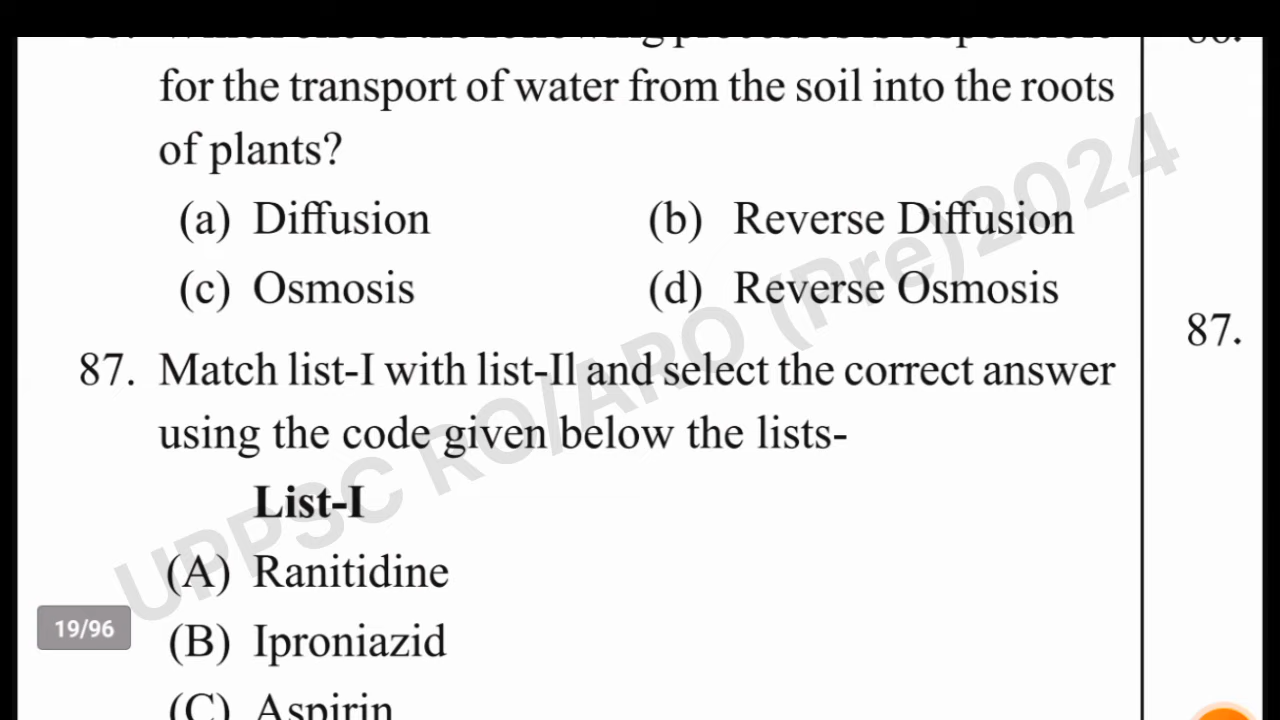 for the transport of water from the soil into the roots
of plants?
(a) Diffusion (b) Reverse Diffusion
(c) Osmosis (d) Reverse Osmosis
87. Match list-I with list-Il and select the correct answer
using the code given below the lists-
List-I
(A) Ranitidine
(B) Iproniazid
(C) Aspirin
19/96
87.
UPPSC RO/ARO (Pre)2024